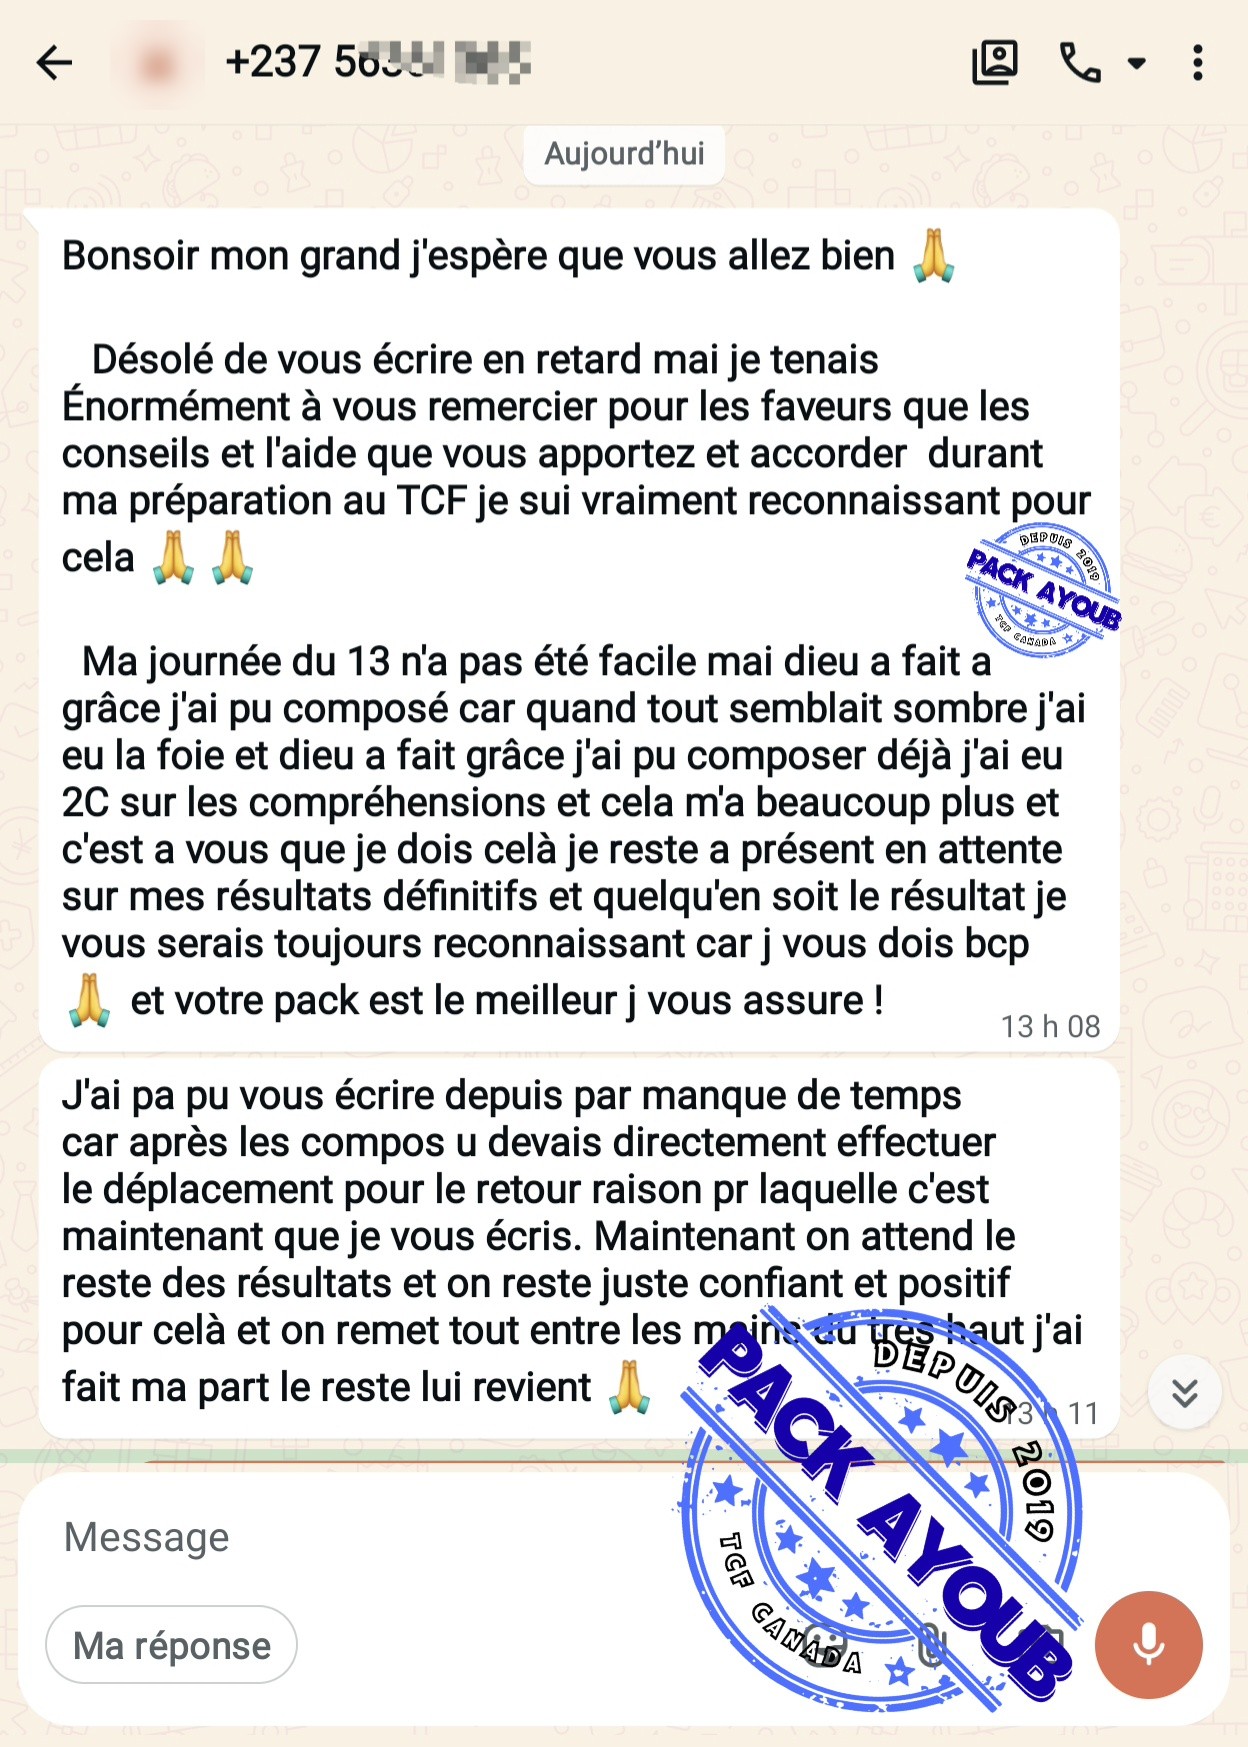 +237 563
Aujourd'hui
Bonsoir mon grand j'espère que vous allez bien 🙏
Désolé de vous écrire en retard mai je tenais
Énormément à vous remercier pour les faveurs que les
conseils et l'aide que vous apportez et accorder durant
ma préparation au TCF je sui vraiment reconnaissant pour
cela 🙏 🙏
DEPUIS 2019
PACK AYOUB
TCF CANADA
Ma journée du 13 n'a pas été facile mai dieu a fait a
grâce j'ai pu composé car quand tout semblait sombre j'ai
eu la foie et dieu a fait grâce j'ai pu composer déjà j'ai eu
2C sur les compréhensions et cela m'a beaucoup plus et
c'est a vous que je dois celà je reste a présent en attente
sur mes résultats définitifs et quelqu'en soit le résultat je
vous serais toujours reconnaissant car j vous dois bcp
🙏 et votre pack est le meilleur j vous assure !
13 h 08
J'ai pa pu vous écrire depuis par manque de temps
car après les compos u devais directement effectuer
le déplacement pour le retour raison pr laquelle c'est
maintenant que je vous écris. Maintenant on attend le
reste des résultats et on reste juste confiant et positif
pour celà et on remet tout entre les mains du très haut j'ai
fait ma part le reste lui revient 🙏
13 h 11
DEPUIS 2019
PACK AYOUB
TCF CANADA
Message
Ma réponse